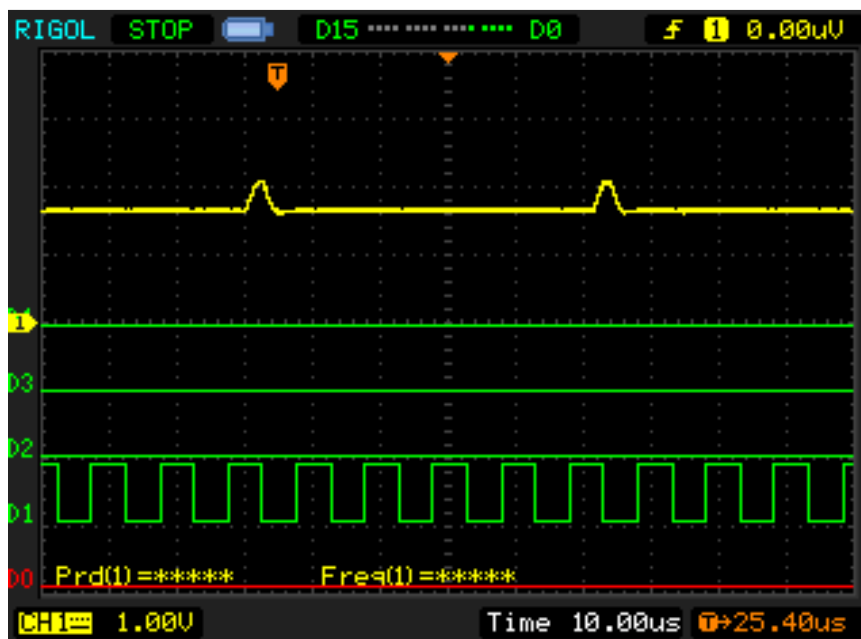 RIGOL STOP D15 D0 1 0.00uV
T
1
D3
D2
D1
D0 Prd(1)=***** Freq(1)=*****
CH1 1.00V Time 10.00us T→25.40us